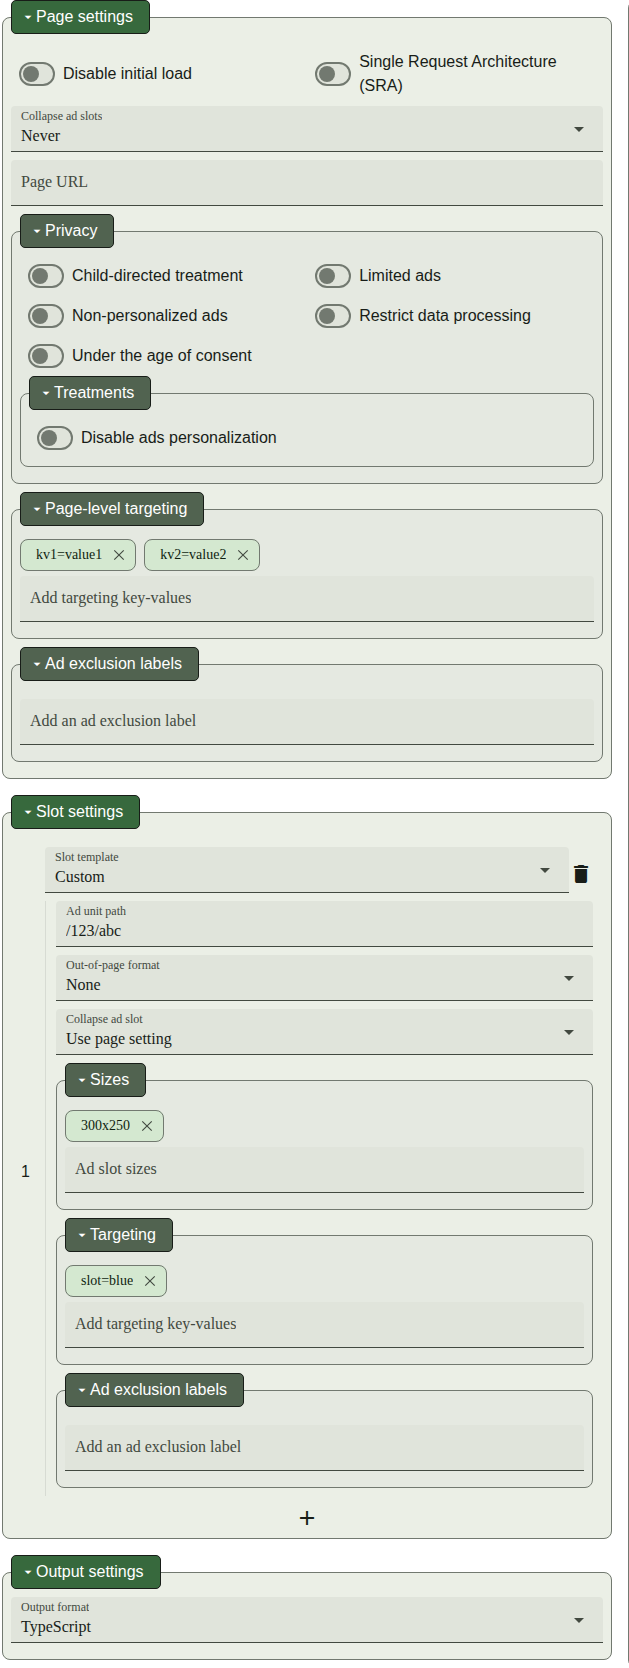 Page settings
Disable initial load
Single Request Architecture
(SRA)
Collapse ad slots
Never
Page URL
Privacy
Child-directed treatment
Limited ads
Non-personalized ads
Restrict data processing
Under the age of consent
Treatments
Disable ads personalization
Page-level targeting
kv1=value1
kv2=value2
Add targeting key-values
Ad exclusion labels
Add an ad exclusion label
Slot settings
Slot template
Custom
Ad unit path
/123/abc
Out-of-page format
None
Collapse ad slot
Use page setting
Sizes
300x250
Ad slot sizes
1
Targeting
slot=blue
Add targeting key-values
Ad exclusion labels
Add an ad exclusion label
+
Output settings
Output format
TypeScript